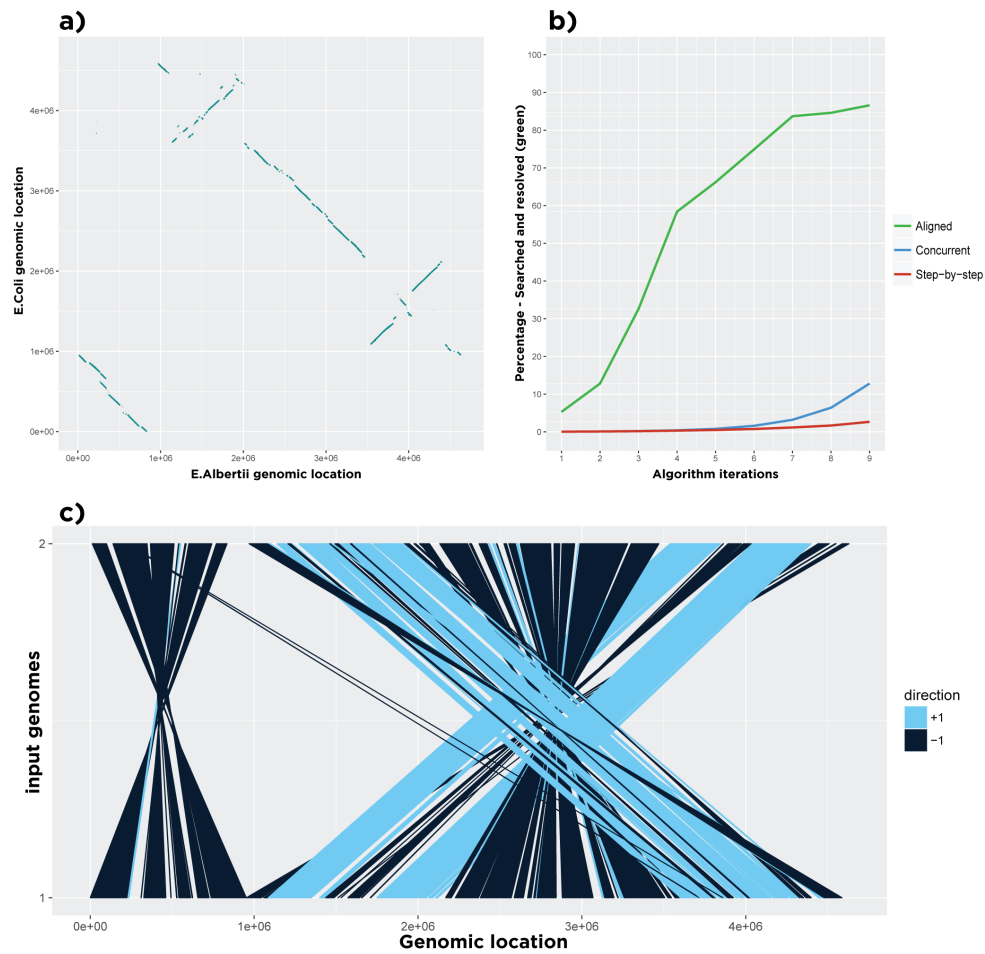 a)
E.Coli genomic location
4e+06
3e+06
2e+06
1e+06
0e+00
0e+00 1e+06 2e+06 3e+06 4e+06
E.Albertii genomic location
b)
Percentage - Searched and resolved (green)
100
90
80
70
60
50
40
30
20
10
0
1 2 3 4 5 6 7 8 9
Algorithm iterations
Aligned
Concurrent
Step-by-step
c)
input genomes
2
1
0e+00 1e+06 2e+06 3e+06 4e+06
Genomic location
direction
+1
−1